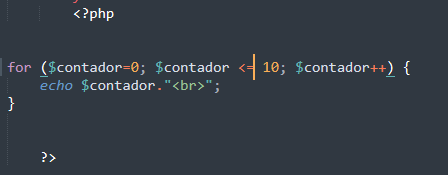 <?php
for ($contador=0; $contador <= 10; $contador++) {
echo $contador."<br>";
}
?>